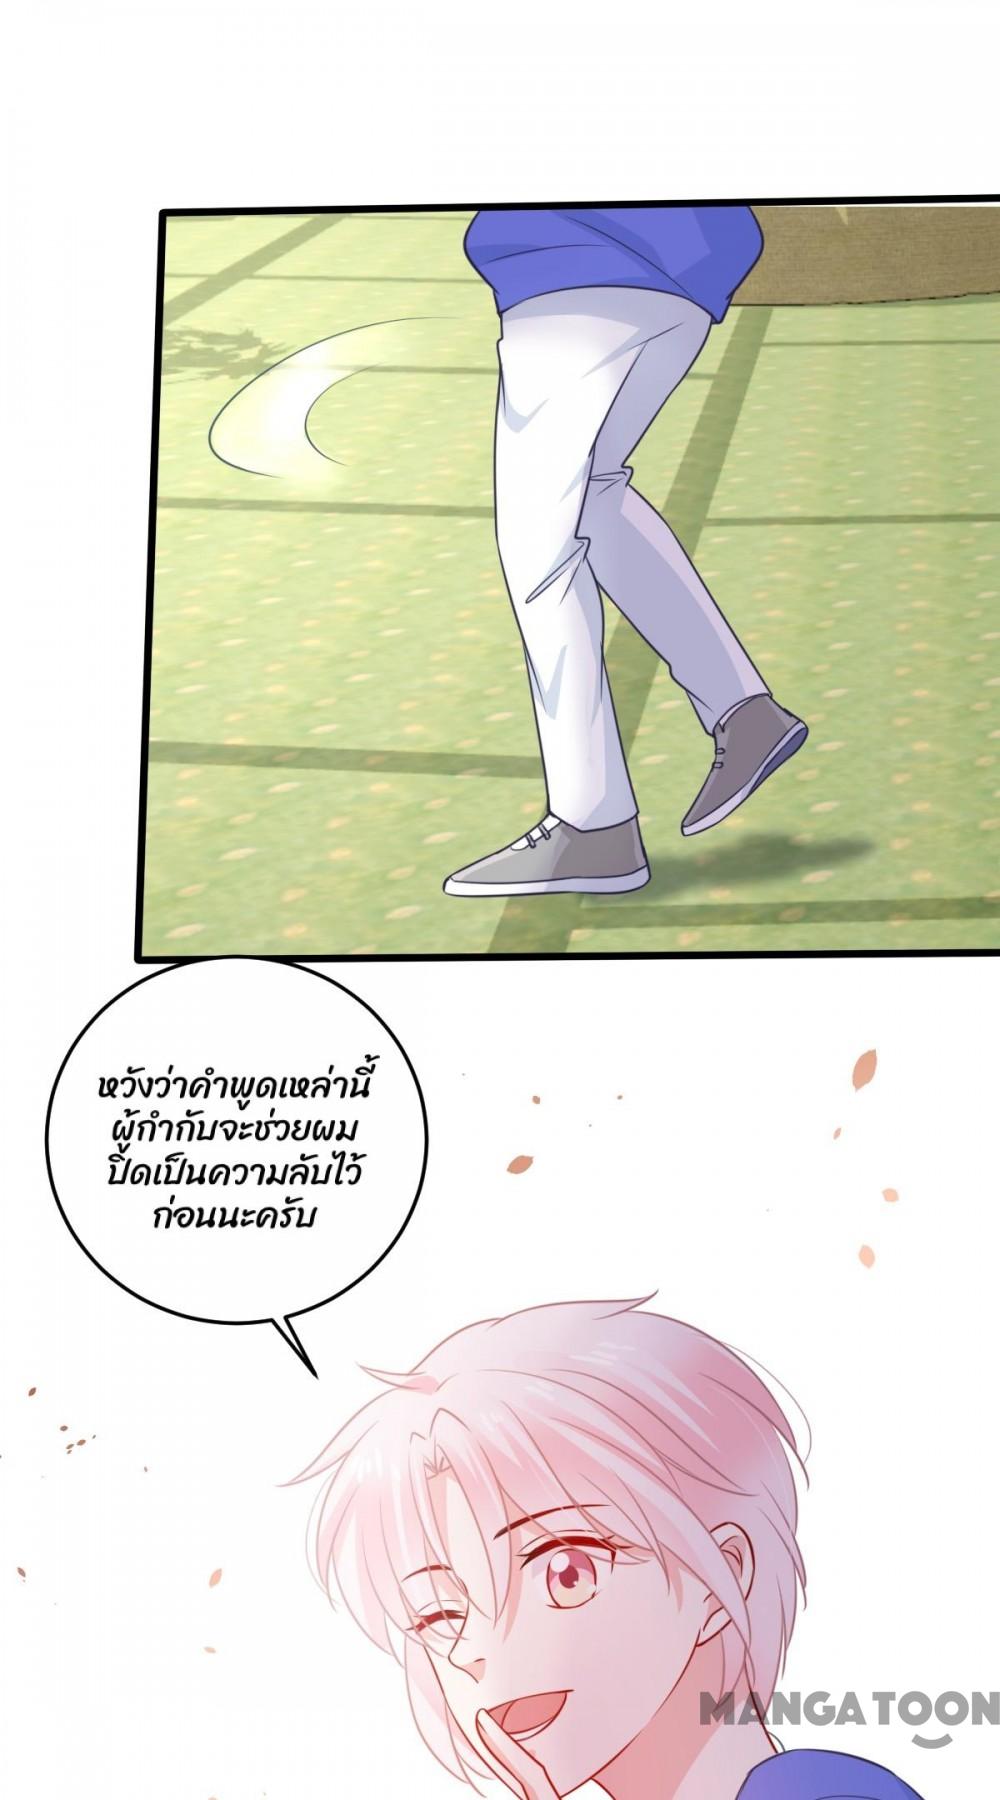 หวังว่าคำพูดเหล่านี้
ผู้กำกับจะช่วยผม
ปิดเป็นความลับไว้
ก่อนนะครับ
MANGATOON